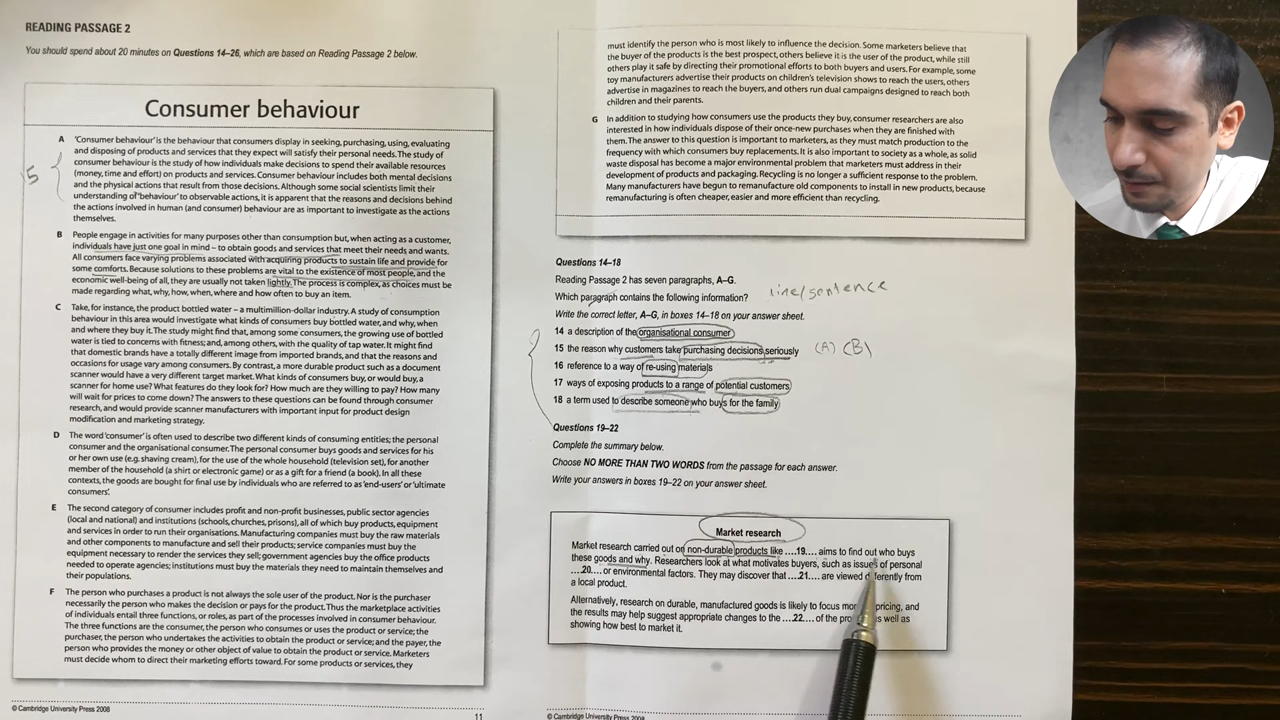 READING PASSAGE 2
You should spend about 20 minutes on Questions 14–26, which are based on Reading Passage 2 below.
Consumer behaviour
A 'Consumer behaviour' is the behaviour that consumers display in seeking, purchasing, using, evaluating
and disposing of products and services that they expect will satisfy their personal needs. The study of
consumer behaviour is the study of how individuals make decisions to spend their available resources
(money, time and effort) on products and services. Consumer behaviour includes both mental decisions
and the physical actions that result from those decisions. Although some social scientists limit their
understanding of 'behaviour' to observable actions, it is apparent that the reasons and decisions behind
the actions involved in human (and consumer) behaviour are as important to investigate as the actions
themselves.
15
B People engage in activities for many purposes other than consumption but, when acting as a customer,
individuals have just one goal in mind – to obtain goods and services that meet their needs and wants.
All consumers face varying problems associated with acquiring products to sustain life and provide for
some comforts. Because solutions to these problems are vital to the existence of most people, and the
economic well-being of all, they are usually not taken lightly. The process is complex, as choices must be
made regarding what, why, how, when, where and how often to buy an item.
C Take, for instance, the product bottled water – a multimillion-dollar industry. A study of consumption
behaviour in this area would investigate what kinds of consumers buy bottled water, and why, when
and where they buy it. The study might find that, among some consumers, the growing use of bottled
water is tied to concerns with fitness; and, among others, with the quality of tap water. It might find
that domestic brands have a totally different image from imported brands, and that the reasons and
occasions for usage vary among consumers. By contrast, a more durable product such as a document
scanner would have a very different target market. What kinds of consumers buy, or would buy, a
scanner for home use? What features do they look for? How much are they willing to pay? How many
will wait for prices to come down? The answers to these questions can be found through consumer
research, and would provide scanner manufacturers with important input for product design
modification and marketing strategy.
D The word 'consumer' is often used to describe two different kinds of consuming entities; the personal
consumer and the organisational consumer. The personal consumer buys goods and services for his
or her own use (e.g. shaving cream), for the use of the whole household (television set), for another
member of the household (a shirt or electronic game) or as a gift for a friend (a book). In all these
contexts, the goods are bought for final use by individuals who are referred to as 'end-users' or 'ultimate
consumers'.
E The second category of consumer includes profit and non-profit businesses, public sector agencies
(local and national) and institutions (schools, churches, prisons), all of which buy products, equipment
and services in order to run their organisations. Manufacturing companies must buy the raw materials
and other components to manufacture and sell their products; service companies must buy the
equipment necessary to render the services they sell; government agencies buy the office products
needed to operate agencies; institutions must buy the materials they need to maintain themselves and
their populations.
F The person who purchases a product is not always the sole user of the product. Nor is the purchaser
necessarily the person who makes the decision or pays for the product. Thus the marketplace activities
of individuals entail three functions, or roles, as part of the processes involved in consumer behaviour.
The three functions are the consumer, the person who consumes or uses the product or service; the
purchaser, the person who undertakes the activities to obtain the product or service; and the payer, the
person who provides the money or other object of value to obtain the product or service. Marketers
must decide whom to direct their marketing efforts toward. For some products or services, they
© Cambridge University Press 2008
11
must identify the person who is most likely to influence the decision. Some marketers believe that
the buyer of the products is the best prospect, others believe it is the user of the product, while still
others play it safe by directing their promotional efforts to both buyers and users. For example, some
toy manufacturers advertise their products on children's television shows to reach the users, others
advertise in magazines to reach the buyers, and others run dual campaigns designed to reach both
children and their parents.
G In addition to studying how consumers use the products they buy, consumer researchers are also
interested in how individuals dispose of their once-new purchases when they are finished with
them. The answer to this question is important to marketers, as they must match production to the
frequency with which consumers buy replacements. It is also important to society as a whole, as solid
waste disposal has become a major environmental problem that marketers must address in their
development of products and packaging. Recycling is no longer a sufficient response to the problem.
Many manufacturers have begun to remanufacture old components to install in new products, because
remanufacturing is often cheaper, easier and more efficient than recycling.
Questions 14–18
Reading Passage 2 has seven paragraphs, A–G.
Which paragraph contains the following information? line/sentence
Write the correct letter, A–G, in boxes 14–18 on your answer sheet.
14 a description of the organisational consumer
15 the reason why customers take purchasing decisions seriously (A) (B)
16 reference to a way of re-using materials
17 ways of exposing products to a range of potential customers
18 a term used to describe someone who buys for the family
Questions 19–22
Complete the summary below.
Choose NO MORE THAN TWO WORDS from the passage for each answer.
Write your answers in boxes 19–22 on your answer sheet.
Market research
Market research carried out on non-durable products like ....19.... aims to find out who buys
these goods and why. Researchers look at what motivates buyers, such as issues of personal
....20.... or environmental factors. They may discover that ....21.... are viewed differently from
a local product.
Alternatively, research on durable, manufactured goods is likely to focus pricing, and
the results may help suggest appropriate changes to the ....22.... of the as well as
showing how best to market it.
© Cambridge University Press 2008